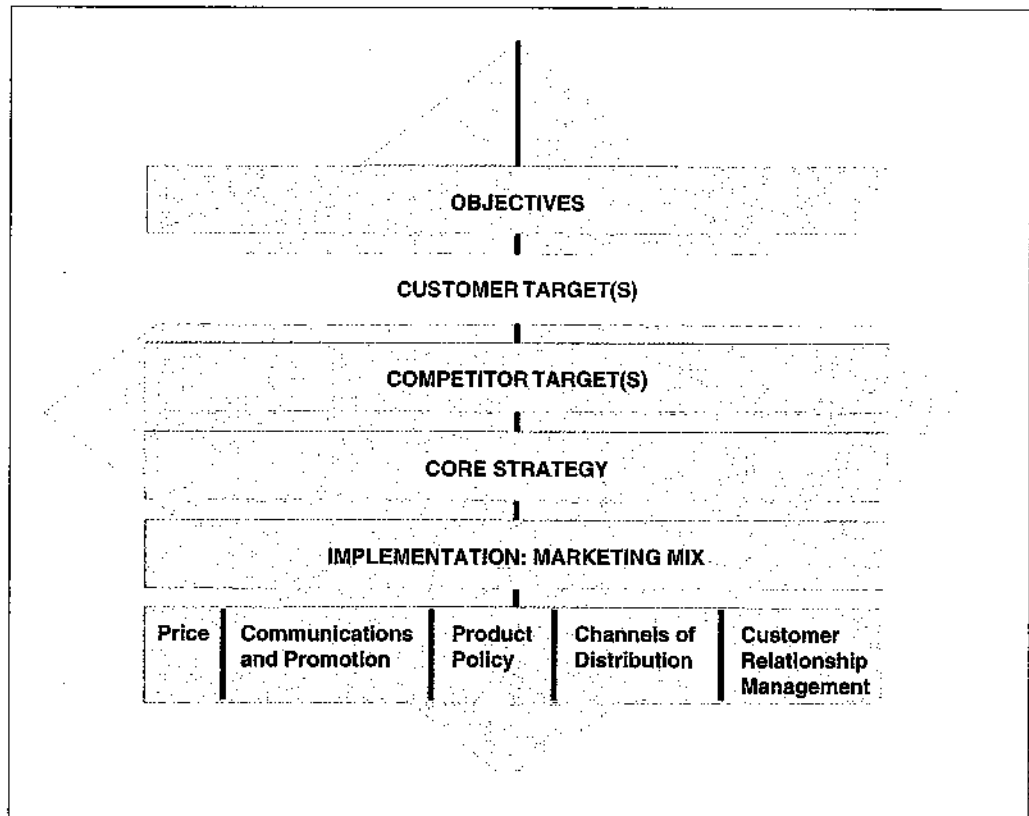 OBJECTIVES
CUSTOMER TARGET(S)
COMPETITOR TARGET(S)
CORE STRATEGY
IMPLEMENTATION: MARKETING MIX
Price
Communications
and Promotion
Product
Policy
Channels of
Distribution
Customer
Relationship
Management